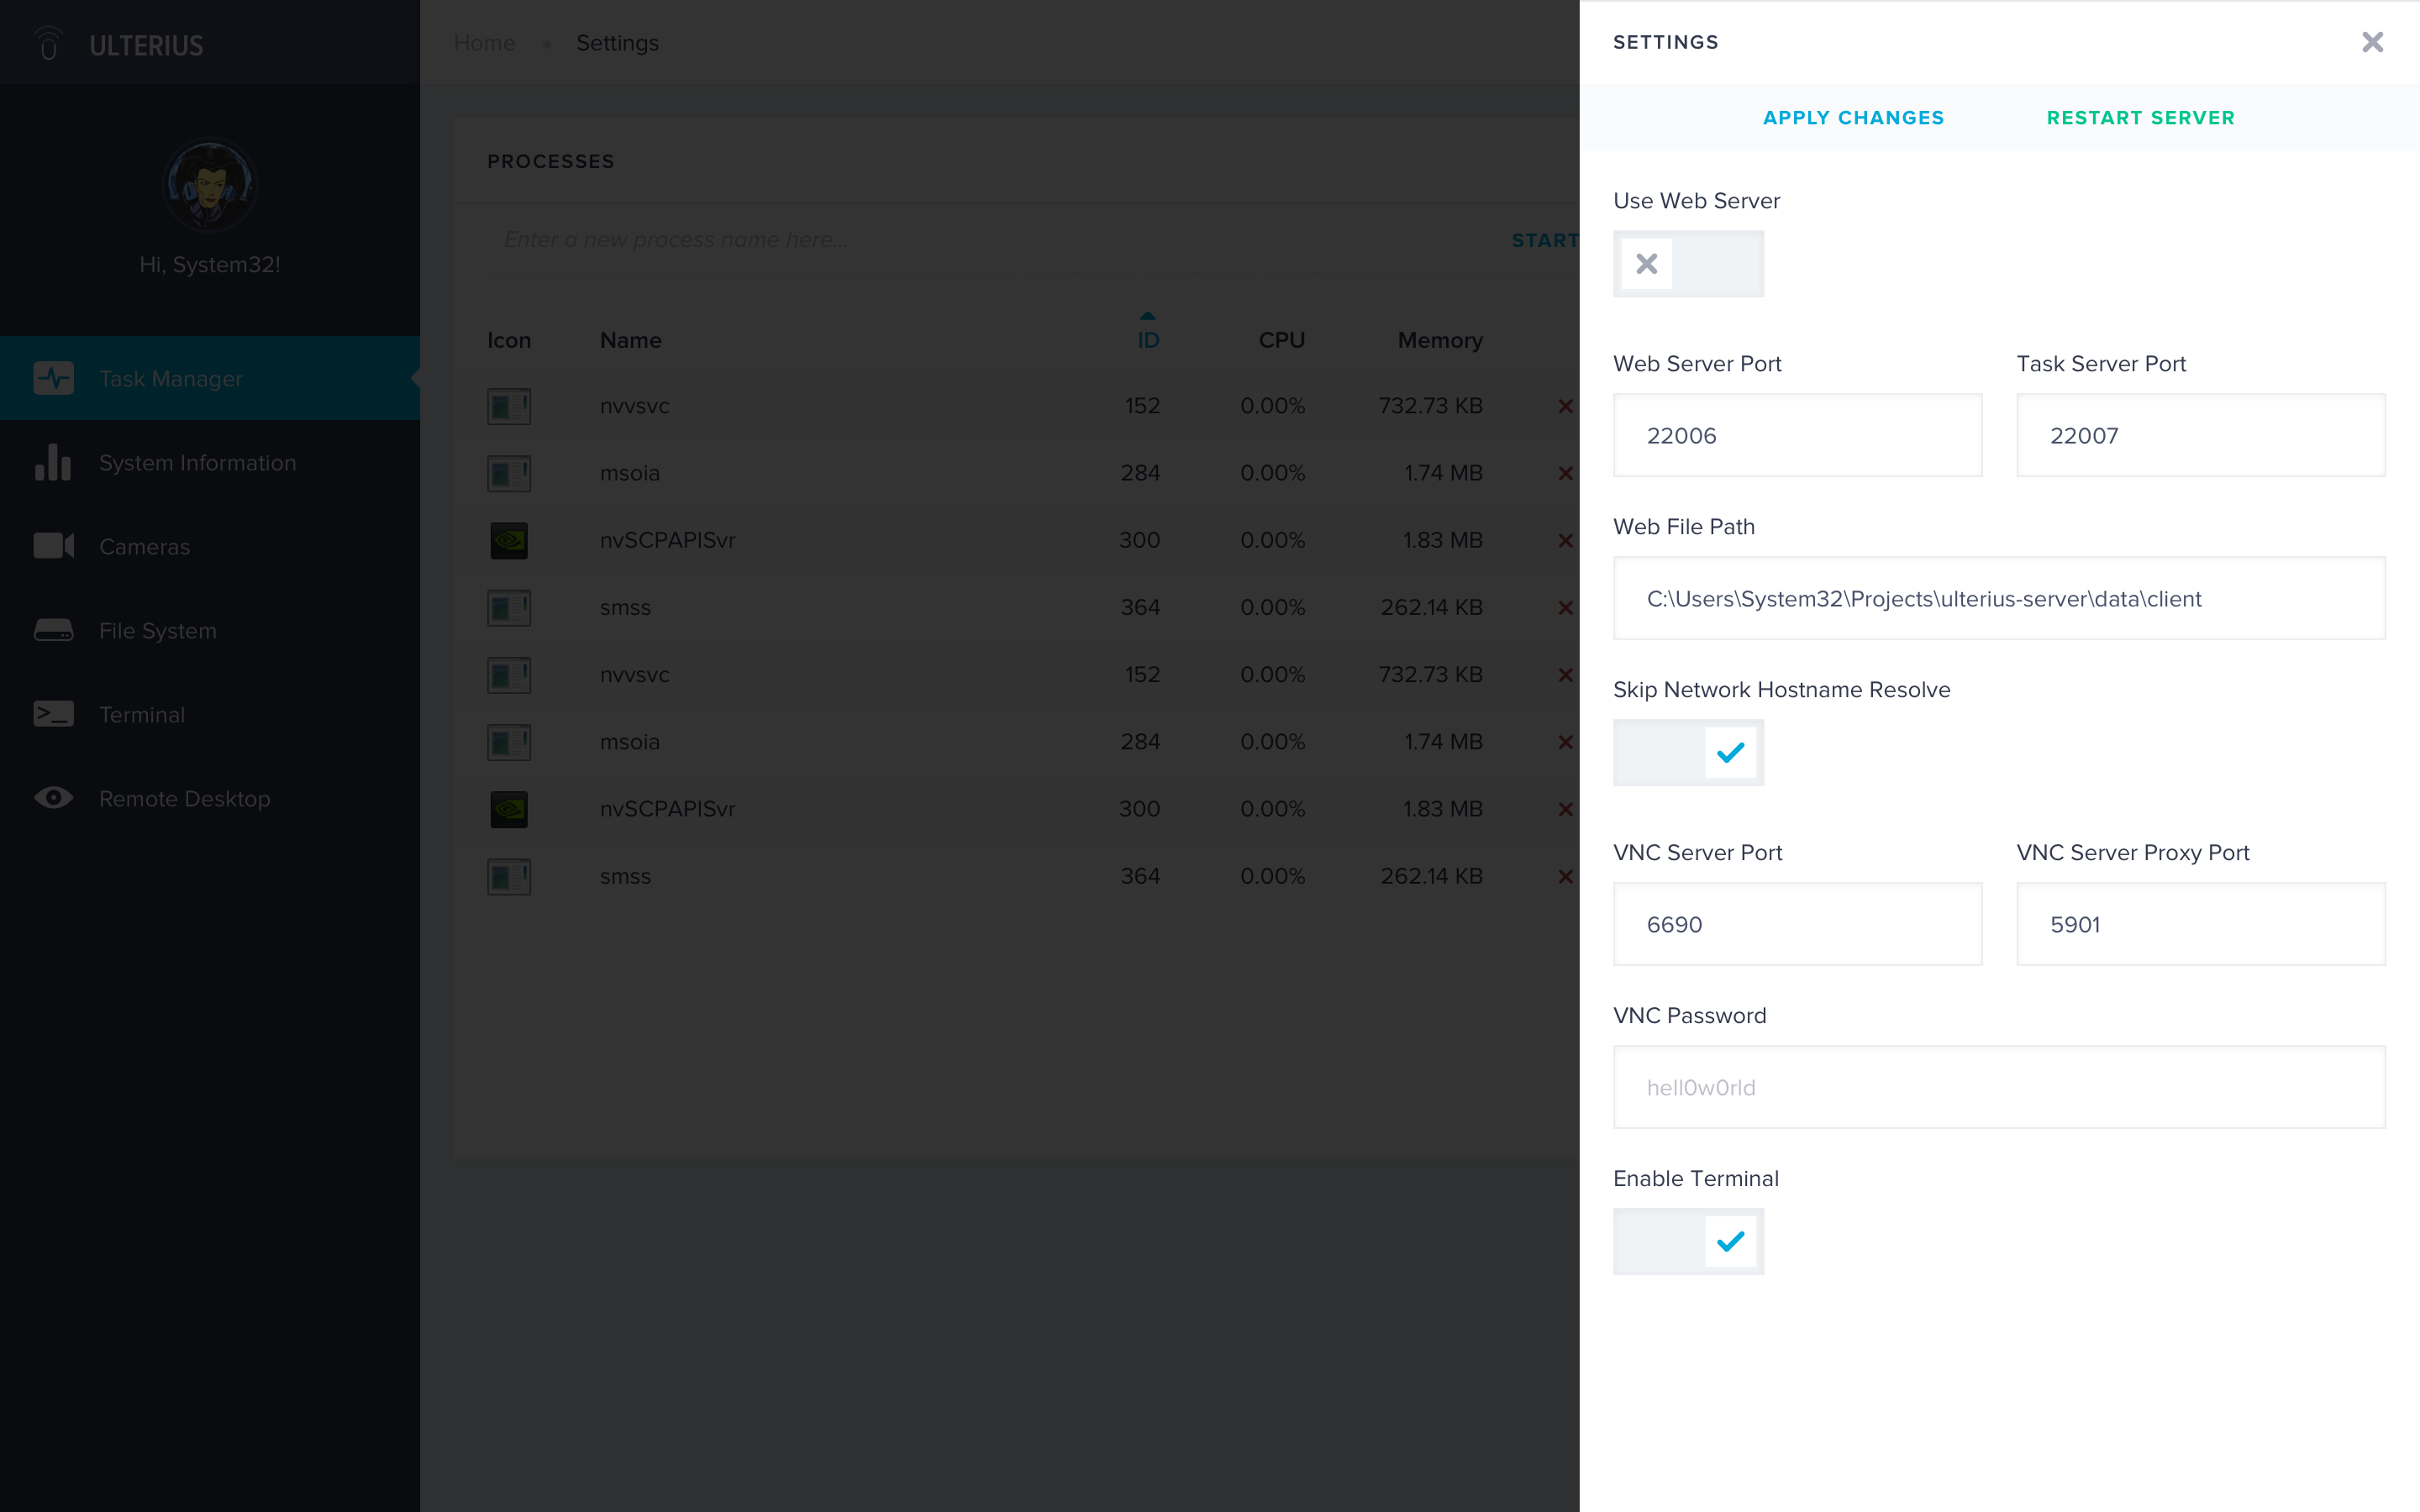 ULTERIUS
Hi, System32!
Task Manager
System Information
Cameras
File System
Terminal
Remote Desktop
Home • Settings
PROCESSES
Enter a new process name here...
START
Icon Name ID CPU Memory
nvvsvc 152 0.00% 732.73 KB
msoia 284 0.00% 1.74 MB
nvSCPAPISvr 300 0.00% 1.83 MB
smss 364 0.00% 262.14 KB
nvvsvc 152 0.00% 732.73 KB
msoia 284 0.00% 1.74 MB
nvSCPAPISvr 300 0.00% 1.83 MB
smss 364 0.00% 262.14 KB
SETTINGS
APPLY CHANGES RESTART SERVER
Use Web Server
Web Server Port Task Server Port
22006 22007
Web File Path
C:\Users\System32\Projects\ulterius-server\data\client
Skip Network Hostname Resolve
VNC Server Port VNC Server Proxy Port
6690 5901
VNC Password
hell0w0rld
Enable Terminal